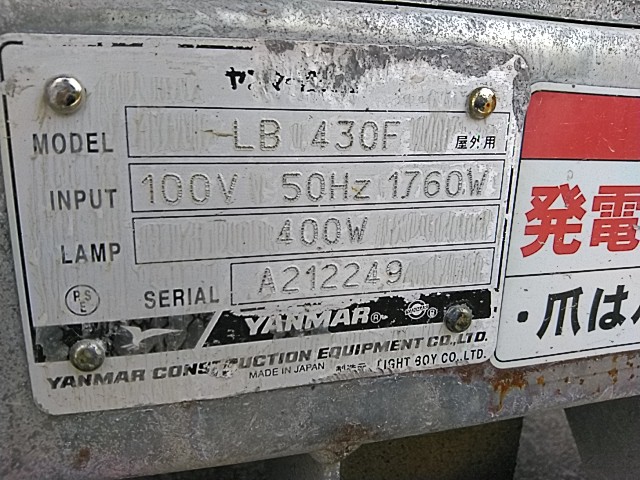 MODEL LB 430F 屋外用
INPUT 100V 50Hz 1760W
LAMP 400W
PSE SERIAL A212249
YANMAR®
YANMAR CONSTRUCTION EQUIPMENT CO.,LTD.
MADE IN JAPAN LIGHT BOY CO.,LTD.
発電
・爪は